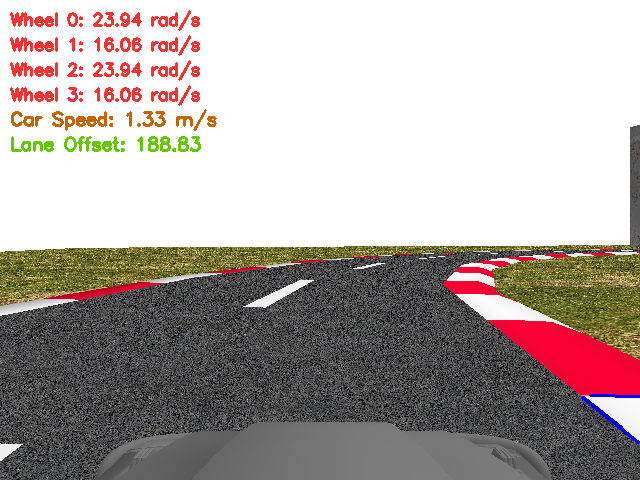 Wheel 0: 23.94 rad/s
Wheel 1: 16.06 rad/s
Wheel 2: 23.94 rad/s
Wheel 3: 16.06 rad/s
Car Speed: 1.33 m/s
Lane Offset: 188.83